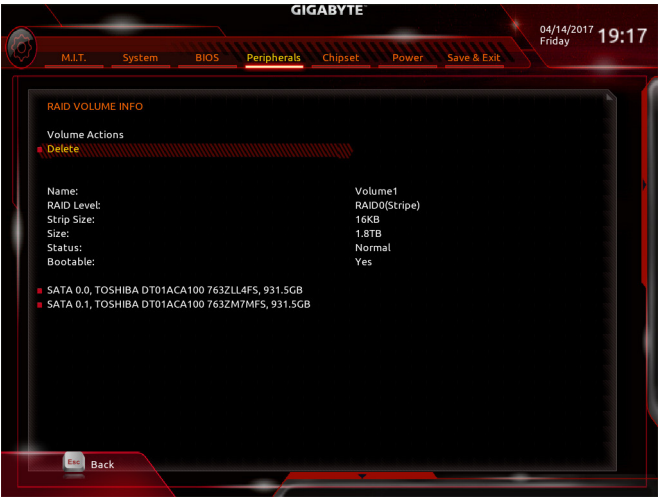 GIGABYTE™
04/14/2017 19:17
Friday
M.I.T. System BIOS Peripherals Chipset Power Save & Exit
RAID VOLUME INFO
Volume Actions
Delete
Name: Volume1
RAID Level: RAID0(Stripe)
Strip Size: 16KB
Size: 1.8TB
Status: Normal
Bootable: Yes
SATA 0.0, TOSHIBA DT01ACA100 763ZLL4FS, 931.5GB
SATA 0.1, TOSHIBA DT01ACA100 763ZM7MFS, 931.5GB
Esc Back